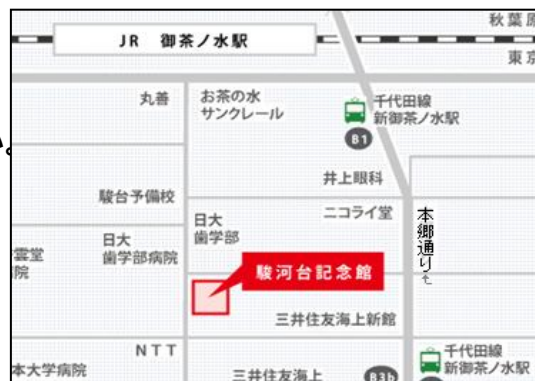 秋葉原
JR 御茶ノ水駅
東京
丸善
お茶の水
サンクレール
千代田線
新御茶ノ水駅
B1
い。
井上眼科
駿台予備校
ニコライ堂
本郷通り
日大
歯学部
日大
歯学部病院
雲堂
院
駿河台記念館
三井住友海上新館
NTT
千代田線
新御茶ノ水駅
本大学病院
三井住友海上
B3b